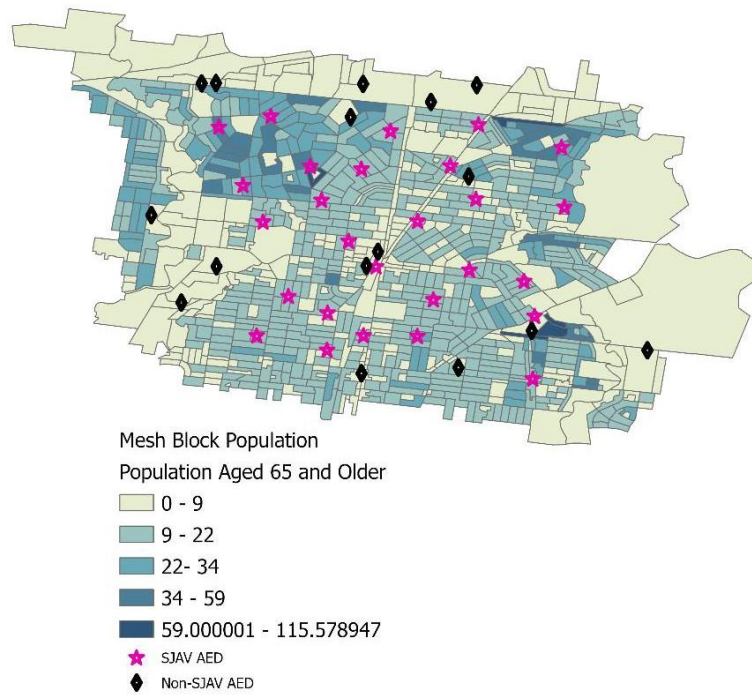 Mesh Block Population
Population Aged 65 and Older
0 - 9
9 - 22
22- 34
34 - 59
59.000001 - 115.578947
SJAV AED
Non-SJAV AED